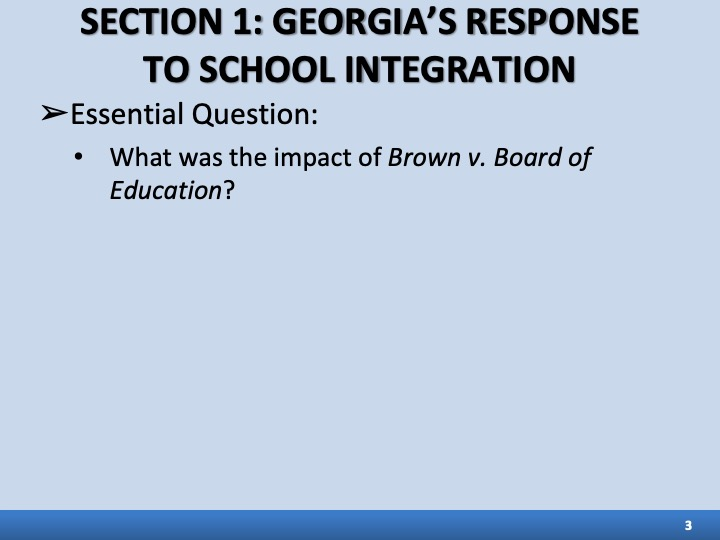 SECTION 1: GEORGIA’S RESPONSE
TO SCHOOL INTEGRATION
➢Essential Question:
• What was the impact of Brown v. Board of
Education?
3